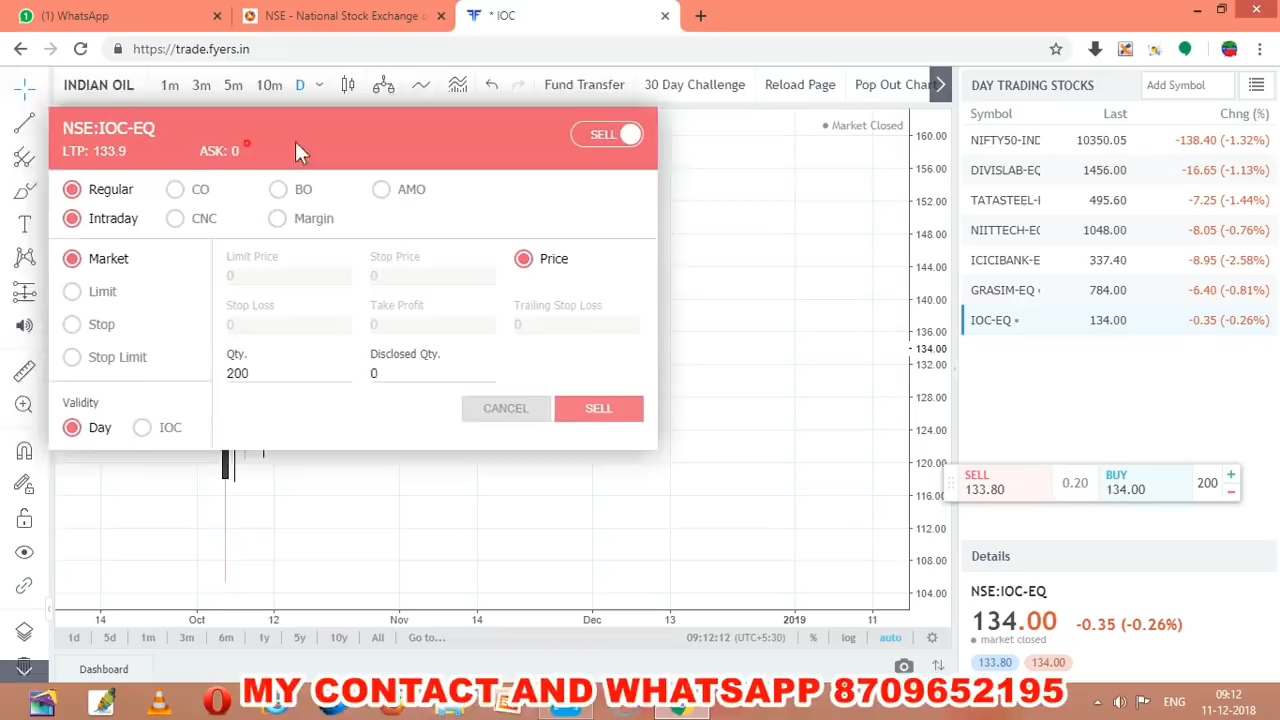 (1) WhatsApp
NSE - National Stock Exchange
* IOC
https://trade.fyers.in
INDIAN OIL 1m 3m 5m 10m D Fund Transfer 30 Day Challenge Reload Page Pop Out
NSE:IOC-EQ
LTP: 133.9 ASK: 0 SELL
Regular CO BO AMO
Intraday CNC Margin
Market
Limit
Stop
Stop Limit
Limit Price Stop Price Price
0 0
Stop Loss Take Profit Trailing Stop Loss
0 0 0
Qty. Disclosed Qty.
200 0
CANCEL SELL
Validity
Day IOC
Market Closed
160.00
156.00
152.00
148.00
144.00
140.00
136.00
134.00
132.00
128.00
124.00
120.00
116.00
112.00
108.00
104.00
14 Oct 12 Nov 14 Dec 13 2019 11
1d 5d 1m 3m 6m 1y 5y 10y All Go to... 09:12:12 (UTC+5:30) % log auto
Dashboard
DAY TRADING STOCKS Add Symbol
Symbol Last Chng (%)
NIFTY50-IND 10350.05 -138.40 (-1.32%)
DIVISLAB-EQ 1456.00 -16.65 (-1.13%)
TATASTEEL- 495.60 -7.25 (-1.44%)
NIITTECH-EQ 1048.00 -8.05 (-0.76%)
ICICIBANK-E 337.40 -8.95 (-2.58%)
GRASIM-EQ 784.00 -6.40 (-0.81%)
IOC-EQ 134.00 -0.35 (-0.26%)
SELL BUY
133.80 0.20 134.00 200 + −
Details
NSE:IOC-EQ
134.00 -0.35 (-0.26%)
market closed
133.80 134.00
MY CONTACT AND WHATSAPP 8709652195
ENG 09:12
11-12-2018